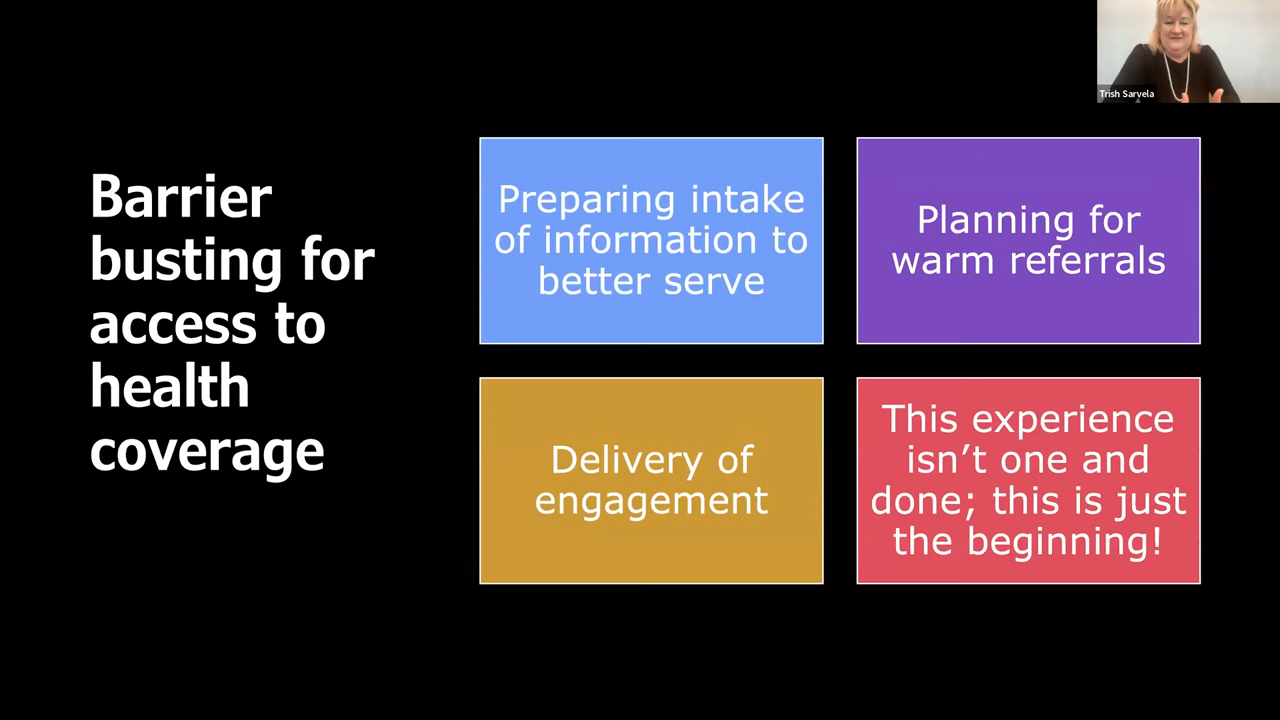 Trish Sarvela
Barrier
busting for
access to
health
coverage
Preparing intake
of information to
better serve
Planning for
warm referrals
Delivery of
engagement
This experience
isn’t one and
done; this is just
the beginning!